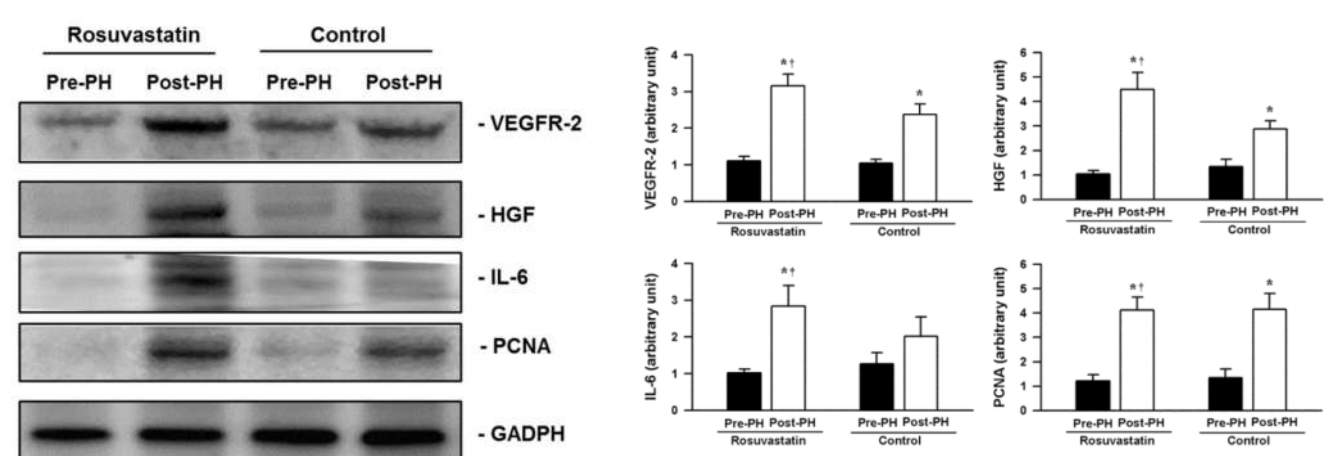 Rosuvastatin Control
Pre-PH Post-PH Pre-PH Post-PH
- VEGFR-2
- HGF
- IL-6
- PCNA
- GADPH
VEGFR-2 (arbitrary unit)
4
3
2
1
0
*†
*
Pre-PH Post-PH Pre-PH Post-PH
Rosuvastatin Control
HGF (arbitrary unit)
6
5
4
3
2
1
0
*†
*
Pre-PH Post-PH Pre-PH Post-PH
Rosuvastatin Control
IL-6 (arbitrary unit)
4
3
2
1
0
*†
Pre-PH Post-PH Pre-PH Post-PH
Rosuvastatin Control
PCNA (arbitrary unit)
6
5
4
3
2
1
0
*†
*
Pre-PH Post-PH Pre-PH Post-PH
Rosuvastatin Control